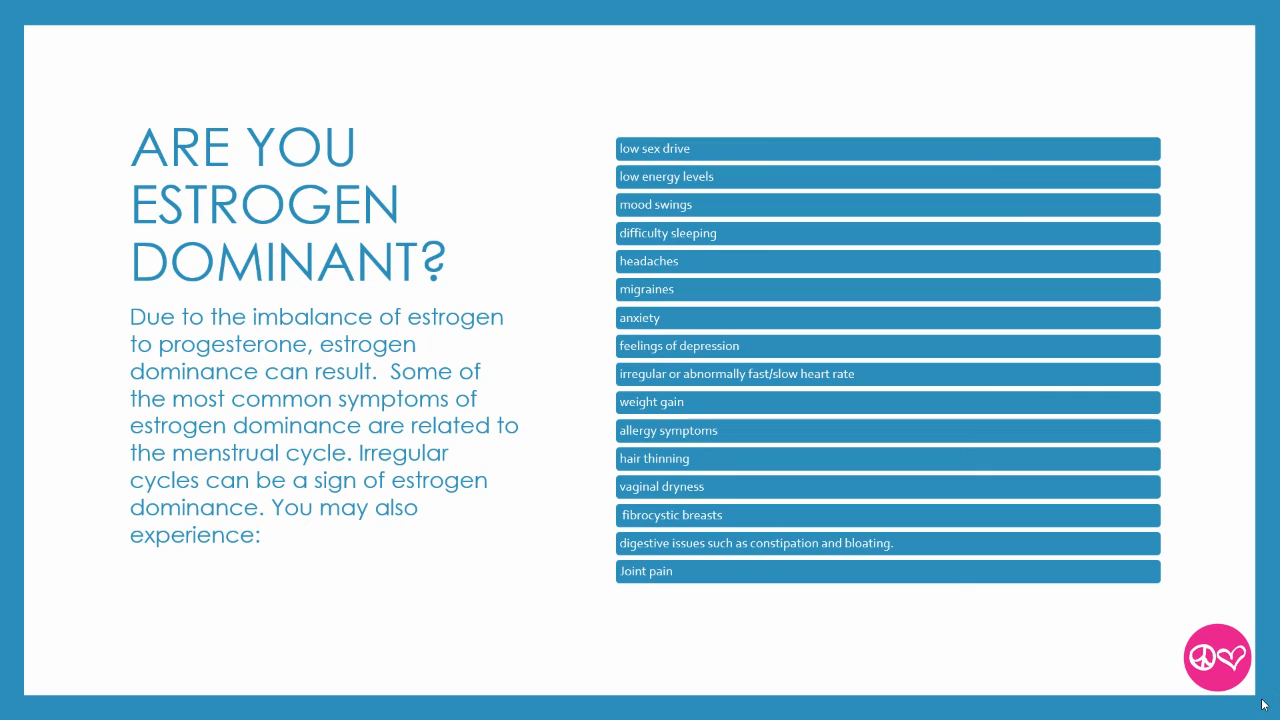 ARE YOU
ESTROGEN
DOMINANT?
Due to the imbalance of estrogen
to progesterone, estrogen
dominance can result.  Some of
the most common symptoms of
estrogen dominance are related to
the menstrual cycle. Irregular
cycles can be a sign of estrogen
dominance. You may also
experience:
low sex drive
low energy levels
mood swings
difficulty sleeping
headaches
migraines
anxiety
feelings of depression
irregular or abnormally fast/slow heart rate
weight gain
allergy symptoms
hair thinning
vaginal dryness
fibrocystic breasts
digestive issues such as constipation and bloating.
Joint pain